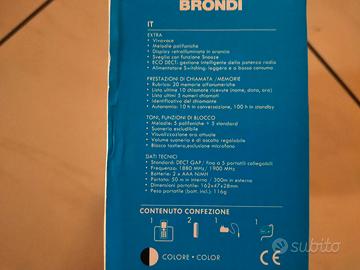 BRONDI
IT
EXTRA
• Vivavoce
• Melodie polifoniche
• Display retroilluminato in arancio
• Sveglia con funzione Snooze
• ECO DECT: gestione intelligente della potenza radio
• Alimentatore Switching: leggero e a basso consumo
PRESTAZIONI DI CHIAMATA / MEMORIE
• Rubrica: 20 memorie alfanumeriche
• Lista ultime 10 chiamate ricevute (nome, data, ora)
• Lista ultimi 5 numeri chiamati
• Identificativo del chiamante
• Autonomia: 10 h in conversazione, 100 h in standby
TONI, FUNZIONI DI BLOCCO
• Melodie: 5 polifoniche + 5 standard
• Suoneria escludibile
• Visualizzazione ora attuale
• Volume suoneria e di ascolto regolabile
• Blocco tastiera, esclusione microfono
DATI TECNICI
• Standard: DECT GAP / fino a 5 portatili collegabili
• Frequenza: 1880 MHz / 1900 MHz
• Batterie: 2 x AAA NiMH
• Portata: 50 m in interno / 300m in esterno
• Dimensioni portatile: 162x47x28mm
• Peso portatile (batt. incl.): 116g
CONTENUTO CONFEZIONE
1 2 1 1
COLORE • COLOR
CE
subito